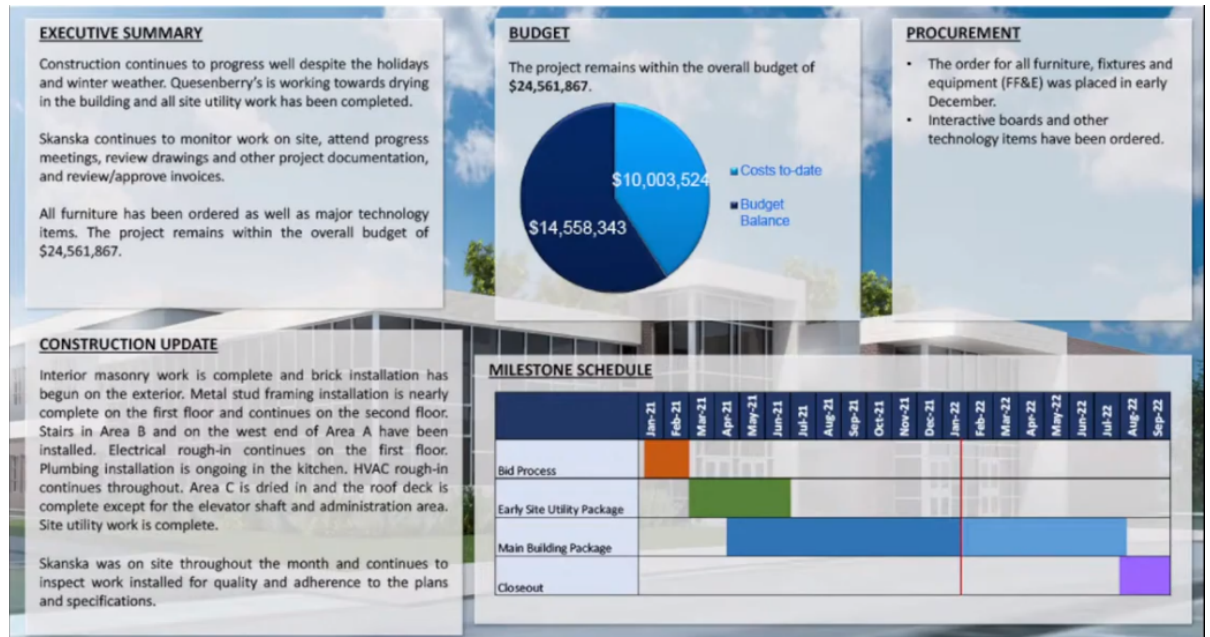 EXECUTIVE SUMMARY
Construction continues to progress well despite the holidays
and winter weather. Quesenberry's is working towards drying
in the building and all site utility work has been completed.
Skanska continues to monitor work on site, attend progress
meetings, review drawings and other project documentation,
and review/approve invoices.
All furniture has been ordered as well as major technology
items. The project remains within the overall budget of
$24,561,867.
BUDGET
The project remains within the overall budget of
$24,561,867.
$10,003,524
$14,558,343
Costs to-date
Budget
Balance
PROCUREMENT
• The order for all furniture, fixtures and
equipment (FF&E) was placed in early
December.
• Interactive boards and other
technology items have been ordered.
CONSTRUCTION UPDATE
Interior masonry work is complete and brick installation has
begun on the exterior. Metal stud framing installation is nearly
complete on the first floor and continues on the second floor.
Stairs in Area B and on the west end of Area A have been
installed. Electrical rough-in continues on the first floor.
Plumbing installation is ongoing in the kitchen. HVAC rough-in
continues throughout. Area C is dried in and the roof deck is
complete except for the elevator shaft and administration area.
Site utility work is complete.
Skanska was on site throughout the month and continues to
inspect work installed for quality and adherence to the plans
and specifications.
MILESTONE SCHEDULE
Jan-21
Feb-21
Mar-21
Apr-21
May-21
Jun-21
Jul-21
Aug-21
Sep-21
Oct-21
Nov-21
Dec-21
Jan-22
Feb-22
Mar-22
Apr-22
May-22
Jun-22
Jul-22
Aug-22
Sep-22
Bid Process
Early Site Utility Package
Main Building Package
Closeout